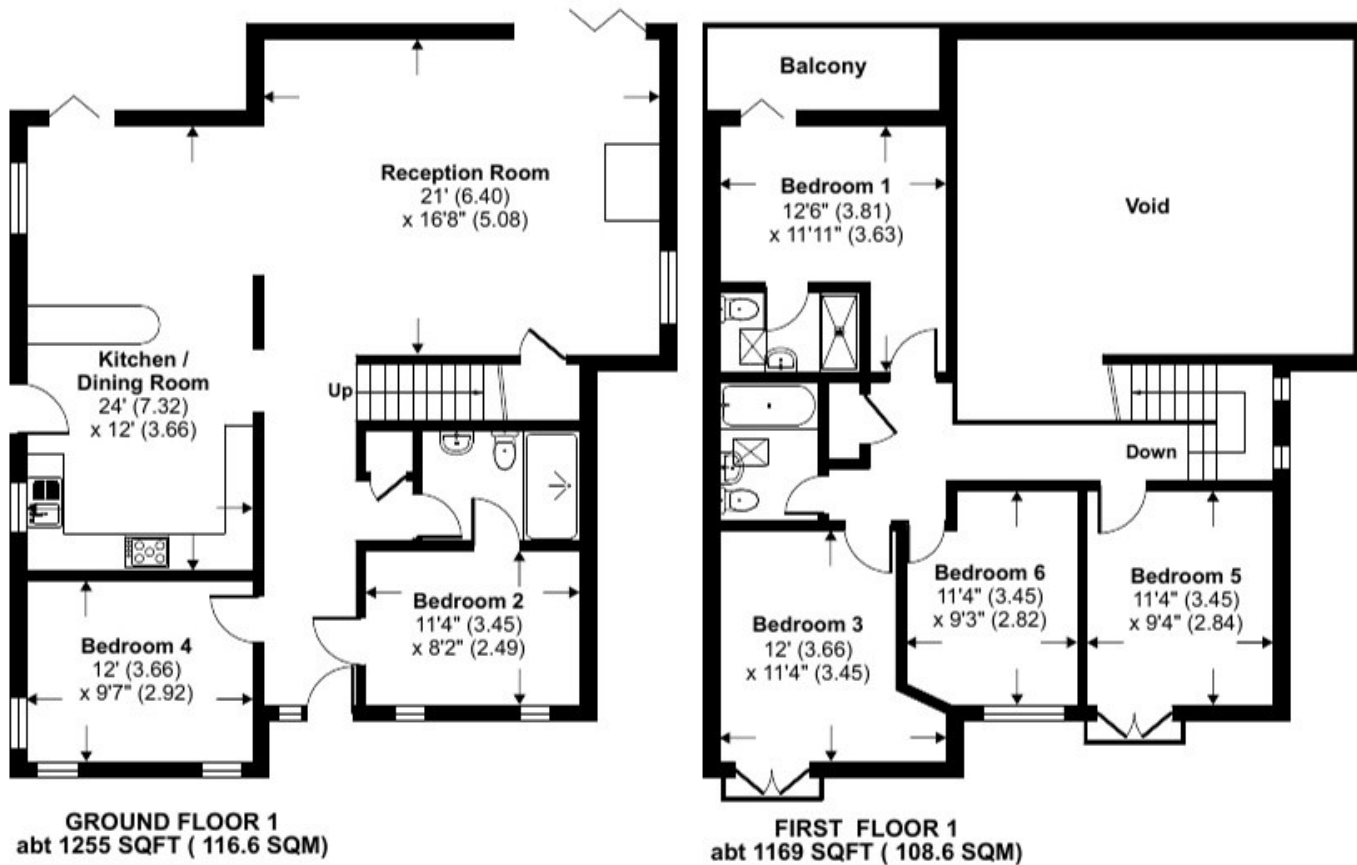 Reception Room
21' (6.40)
x 16'8" (5.08)
Kitchen /
Dining Room
24' (7.32)
x 12' (3.66)
Up
Bedroom 4
12' (3.66)
x 9'7" (2.92)
Bedroom 2
11'4" (3.45)
x 8'2" (2.49)
GROUND FLOOR 1
abt 1255 SQFT ( 116.6 SQM)
Balcony
Bedroom 1
12'6" (3.81)
x 11'11" (3.63)
Void
Down
Bedroom 3
12' (3.66)
x 11'4" (3.45)
Bedroom 6
11'4" (3.45)
x 9'3" (2.82)
Bedroom 5
11'4" (3.45)
x 9'4" (2.84)
FIRST FLOOR 1
abt 1169 SQFT ( 108.6 SQM)